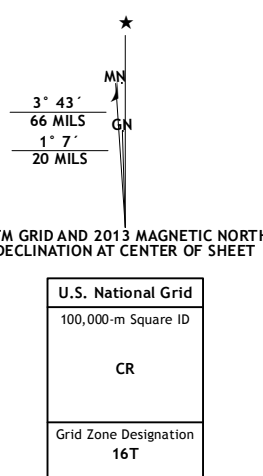 ★
MN
3° 43´
66 MILS
GN
1° 7´
20 MILS
TM GRID AND 2013 MAGNETIC NORTH
DECLINATION AT CENTER OF SHEET
U.S. National Grid
100,000-m Square ID
CR
Grid Zone Designation
16T